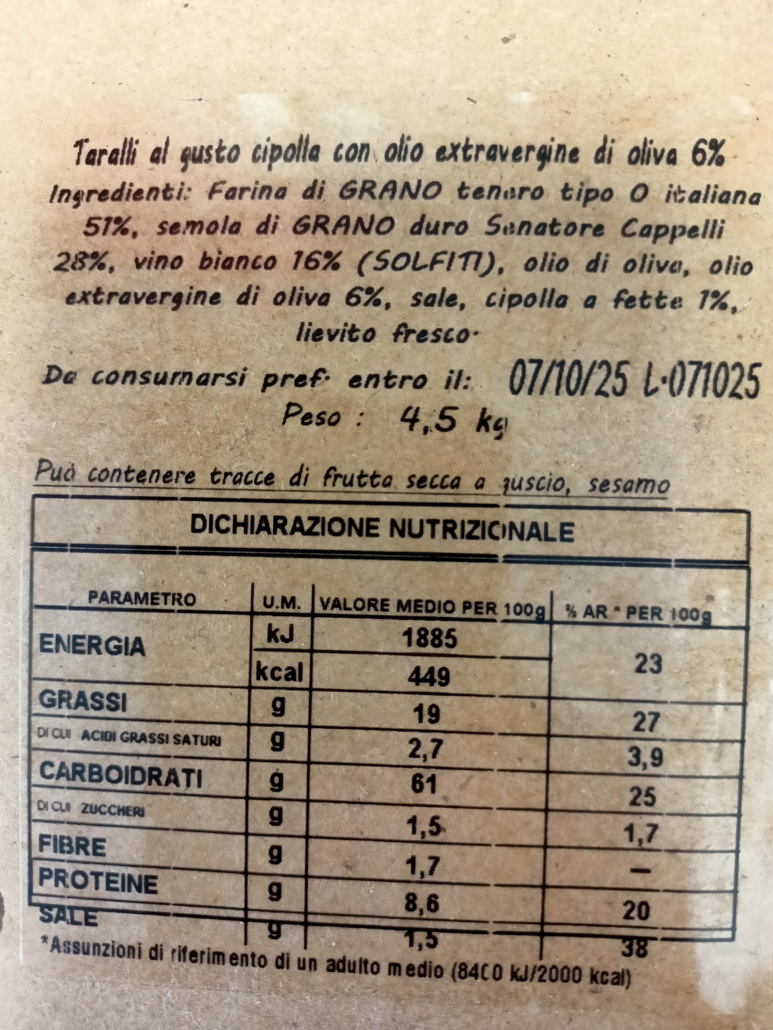 Taralli al gusto cipolla con olio extravergine di oliva 6%
Ingredienti: Farina di GRANO tenero tipo 0 italiana
51%, semola di GRANO duro Senatore Cappelli
28%, vino bianco 16% (SOLFITI), olio di oliva, olio
extravergine di oliva 6%, sale, cipolla a fette 1%,
lievito fresco.
Da consumarsi pref. entro il: 07/10/25 L.071025
Peso : 4,5 kg
Può contenere tracce di frutta secca a guscio, sesamo
DICHIARAZIONE NUTRIZIONALE
PARAMETRO U.M. VALORE MEDIO PER 100g % AR * PER 100g
ENERGIA kJ 1885 23
kcal 449
GRASSI g 19 27
DI CUI ACIDI GRASSI SATURI g 2,7 3,9
CARBOIDRATI g 61 25
DI CUI ZUCCHERI g 1,5 1,7
FIBRE g 1,7 –
PROTEINE g 8,6 20
SALE g 1,5 38
*Assunzioni di riferimento di un adulto medio (8400 kJ/2000 kcal)